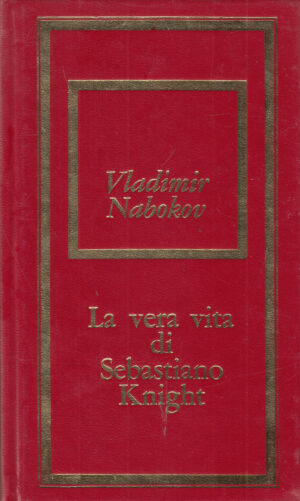 Vladimir
Nabokov
La vera vita
di
Sebastiano
Knight